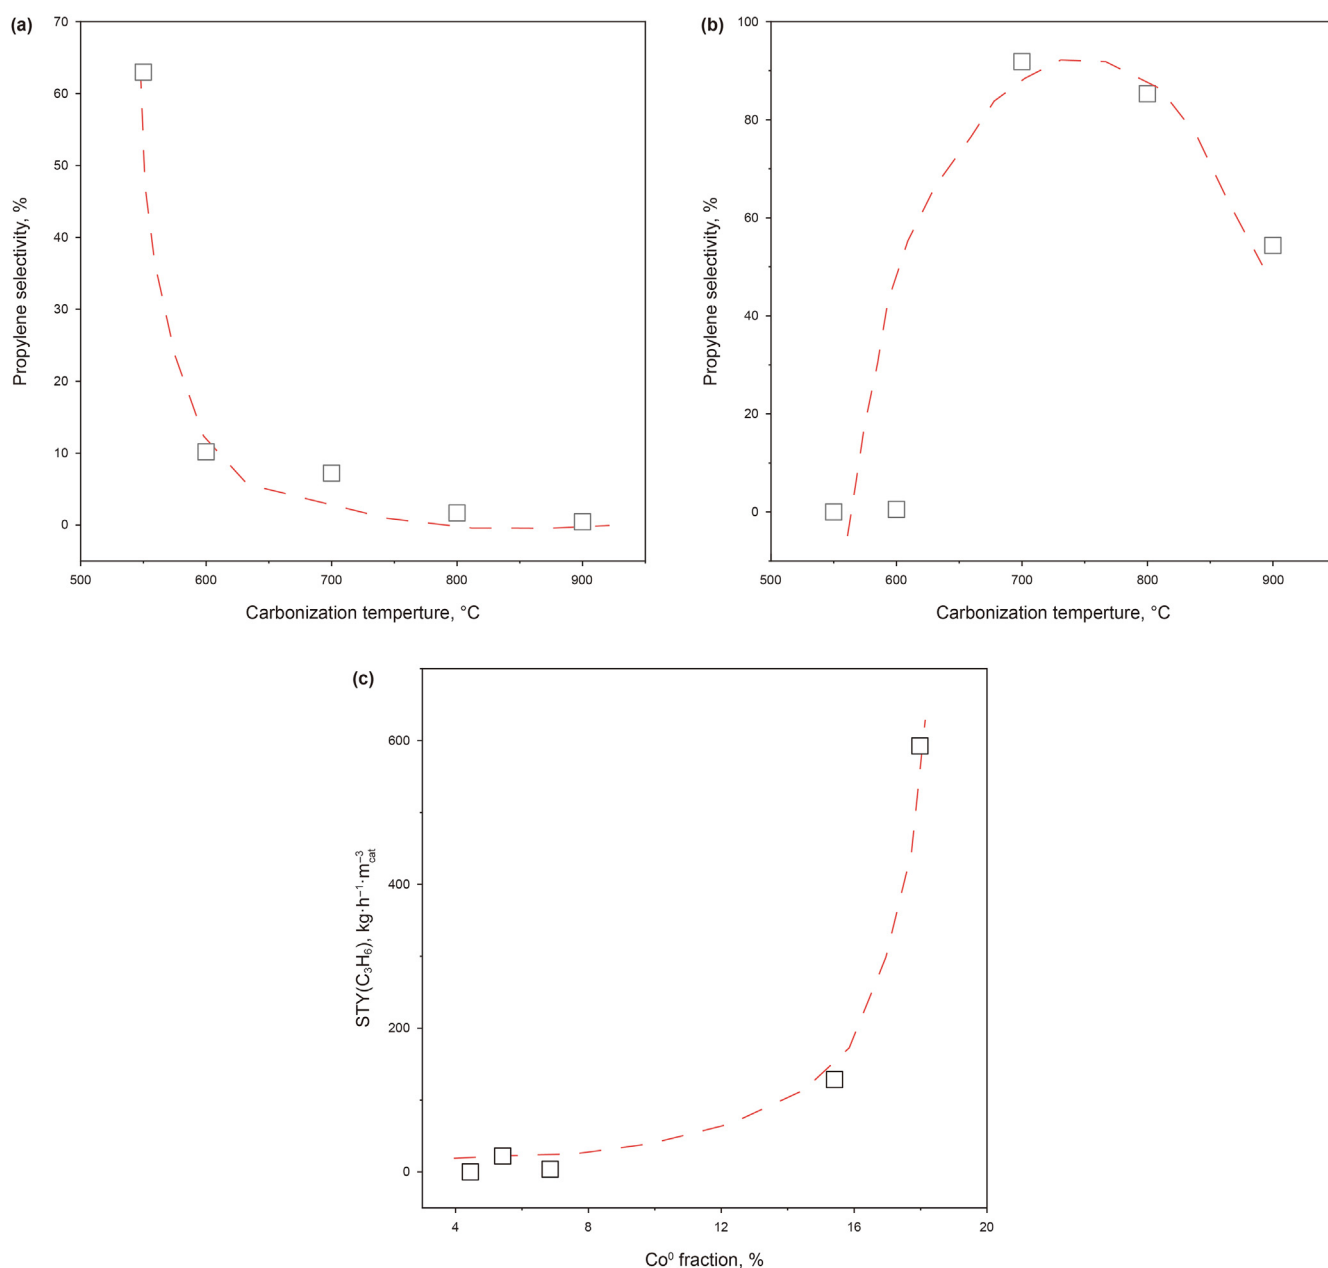 (a)
70
60
50
40
30
20
10
0
Propylene selectivity, %
500 600 700 800 900
Carbonization temperture, °C
(b)
100
80
60
40
20
0
Propylene selectivity, %
500 600 700 800 900
Carbonization temperture, °C
(c)
600
400
200
0
STY(C₃H₆), kg·h⁻¹·m⁻³cat
4 8 12 16 20
Co⁰ fraction, %